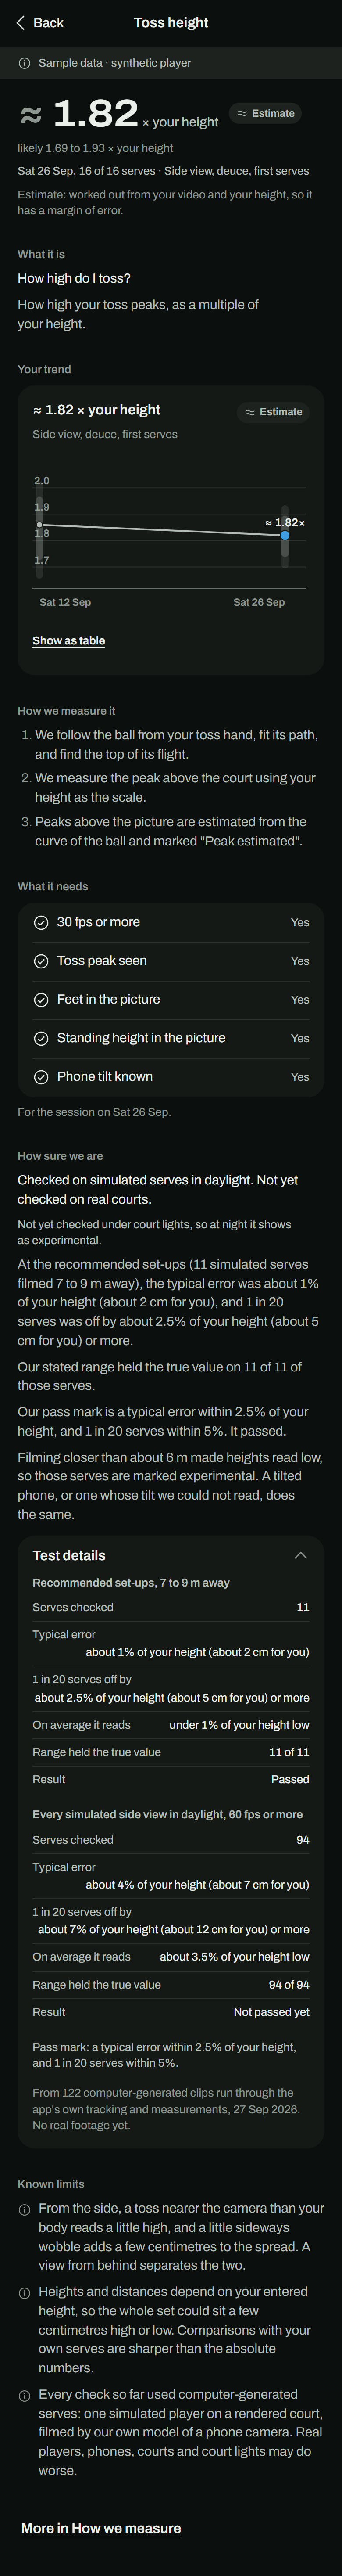 Back
Toss height
Sample data · synthetic player
≈ 1.82 × your height
≈ Estimate
likely 1.69 to 1.93 × your height
Sat 26 Sep, 16 of 16 serves · Side view, deuce, first serves
Estimate: worked out from your video and your height, so it
has a margin of error.
What it is
How high do I toss?
How high your toss peaks, as a multiple of
your height.
Your trend
≈ 1.82 × your height
≈ Estimate
Side view, deuce, first serves
2.0
1.9
≈ 1.82×
1.8
1.7
Sat 12 Sep
Sat 26 Sep
Show as table
How we measure it
1. We follow the ball from your toss hand, fit its path,
and find the top of its flight.
2. We measure the peak above the court using your
height as the scale.
3. Peaks above the picture are estimated from the
curve of the ball and marked "Peak estimated".
What it needs
30 fps or more Yes
Toss peak seen Yes
Feet in the picture Yes
Standing height in the picture Yes
Phone tilt known Yes
For the session on Sat 26 Sep.
How sure we are
Checked on simulated serves in daylight. Not yet
checked on real courts.
Not yet checked under court lights, so at night it shows
as experimental.
At the recommended set-ups (11 simulated serves
filmed 7 to 9 m away), the typical error was about 1%
of your height (about 2 cm for you), and 1 in 20
serves was off by about 2.5% of your height (about 5
cm for you) or more.
Our stated range held the true value on 11 of 11 of
those serves.
Our pass mark is a typical error within 2.5% of your
height, and 1 in 20 serves within 5%. It passed.
Filming closer than about 6 m made heights read low,
so those serves are marked experimental. A tilted
phone, or one whose tilt we could not read, does
the same.
Test details
Recommended set-ups, 7 to 9 m away
Serves checked 11
Typical error
about 1% of your height (about 2 cm for you)
1 in 20 serves off by
about 2.5% of your height (about 5 cm for you) or more
On average it reads under 1% of your height low
Range held the true value 11 of 11
Result Passed
Every simulated side view in daylight, 60 fps or more
Serves checked 94
Typical error
about 4% of your height (about 7 cm for you)
1 in 20 serves off by
about 7% of your height (about 12 cm for you) or more
On average it reads about 3.5% of your height low
Range held the true value 94 of 94
Result Not passed yet
Pass mark: a typical error within 2.5% of your height,
and 1 in 20 serves within 5%.
From 122 computer-generated clips run through the
app's own tracking and measurements, 27 Sep 2026.
No real footage yet.
Known limits
From the side, a toss nearer the camera than your
body reads a little high, and a little sideways
wobble adds a few centimetres to the spread. A
view from behind separates the two.
Heights and distances depend on your entered
height, so the whole set could sit a few
centimetres high or low. Comparisons with your
own serves are sharper than the absolute
numbers.
Every check so far used computer-generated
serves: one simulated player on a rendered court,
filmed by our own model of a phone camera. Real
players, phones, courts and court lights may do
worse.
More in How we measure